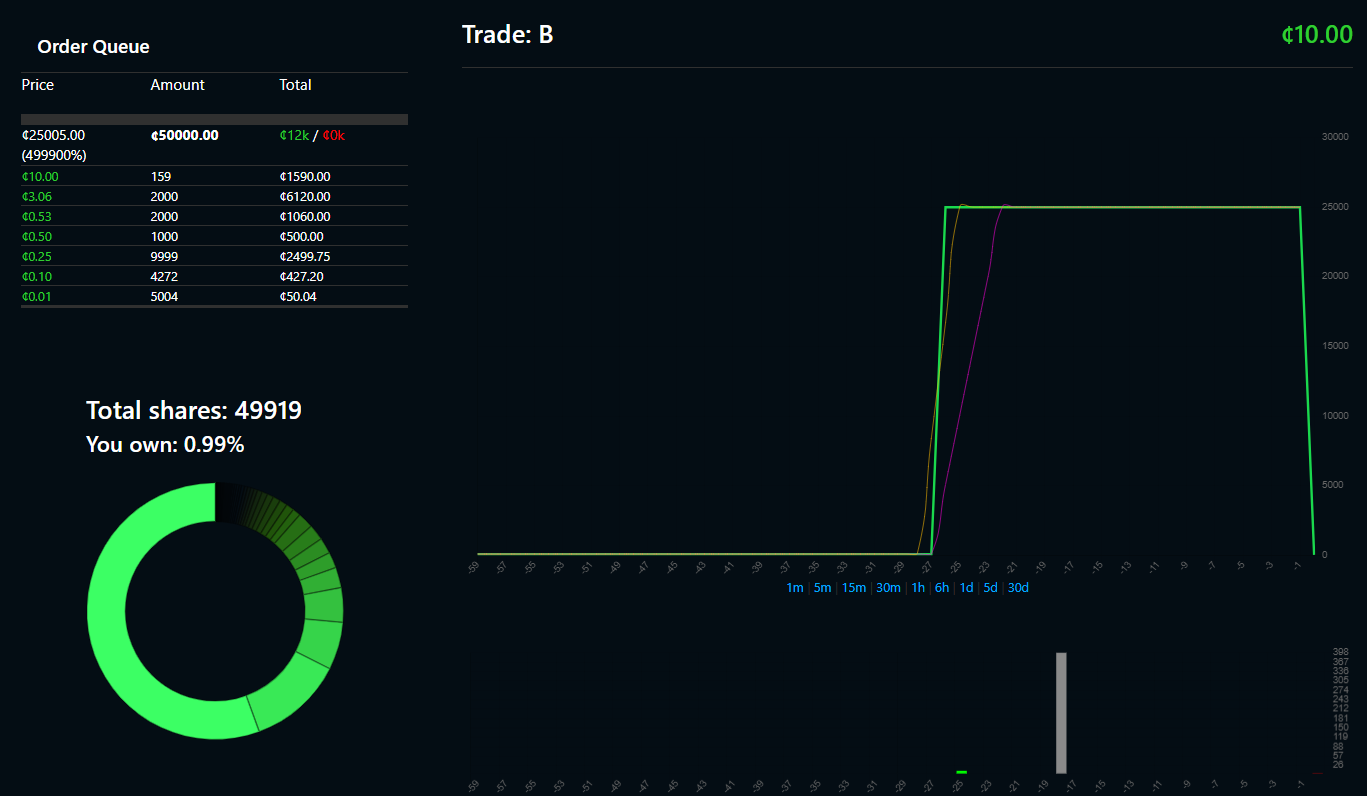 Order Queue
Price Amount Total
¢25005.00 ¢50000.00 ¢12k / ¢0k
(499900%)
¢10.00 159 ¢1590.00
¢3.06 2000 ¢6120.00
¢0.53 2000 ¢1060.00
¢0.50 1000 ¢500.00
¢0.25 9999 ¢2499.75
¢0.10 4272 ¢427.20
¢0.01 5004 ¢50.04
Total shares: 49919
You own: 0.99%
Trade: B ¢10.00
30000
25000
20000
15000
10000
5000
0
-59 -57 -55 -53 -51 -49 -47 -45 -43 -41 -39 -37 -35 -33 -31 -29 -27 -25 -23 -21 -19 -17 -15 -13 -11 -9 -7 -5 -3 -1
1m | 5m | 15m | 30m | 1h | 6h | 1d | 5d | 30d
398
367
336
305
274
243
212
181
150
119
88
57
26
-59 -57 -55 -53 -51 -49 -47 -45 -43 -41 -39 -37 -35 -33 -31 -29 -27 -25 -23 -21 -19 -17 -15 -13 -11 -9 -7 -5 -3 -1